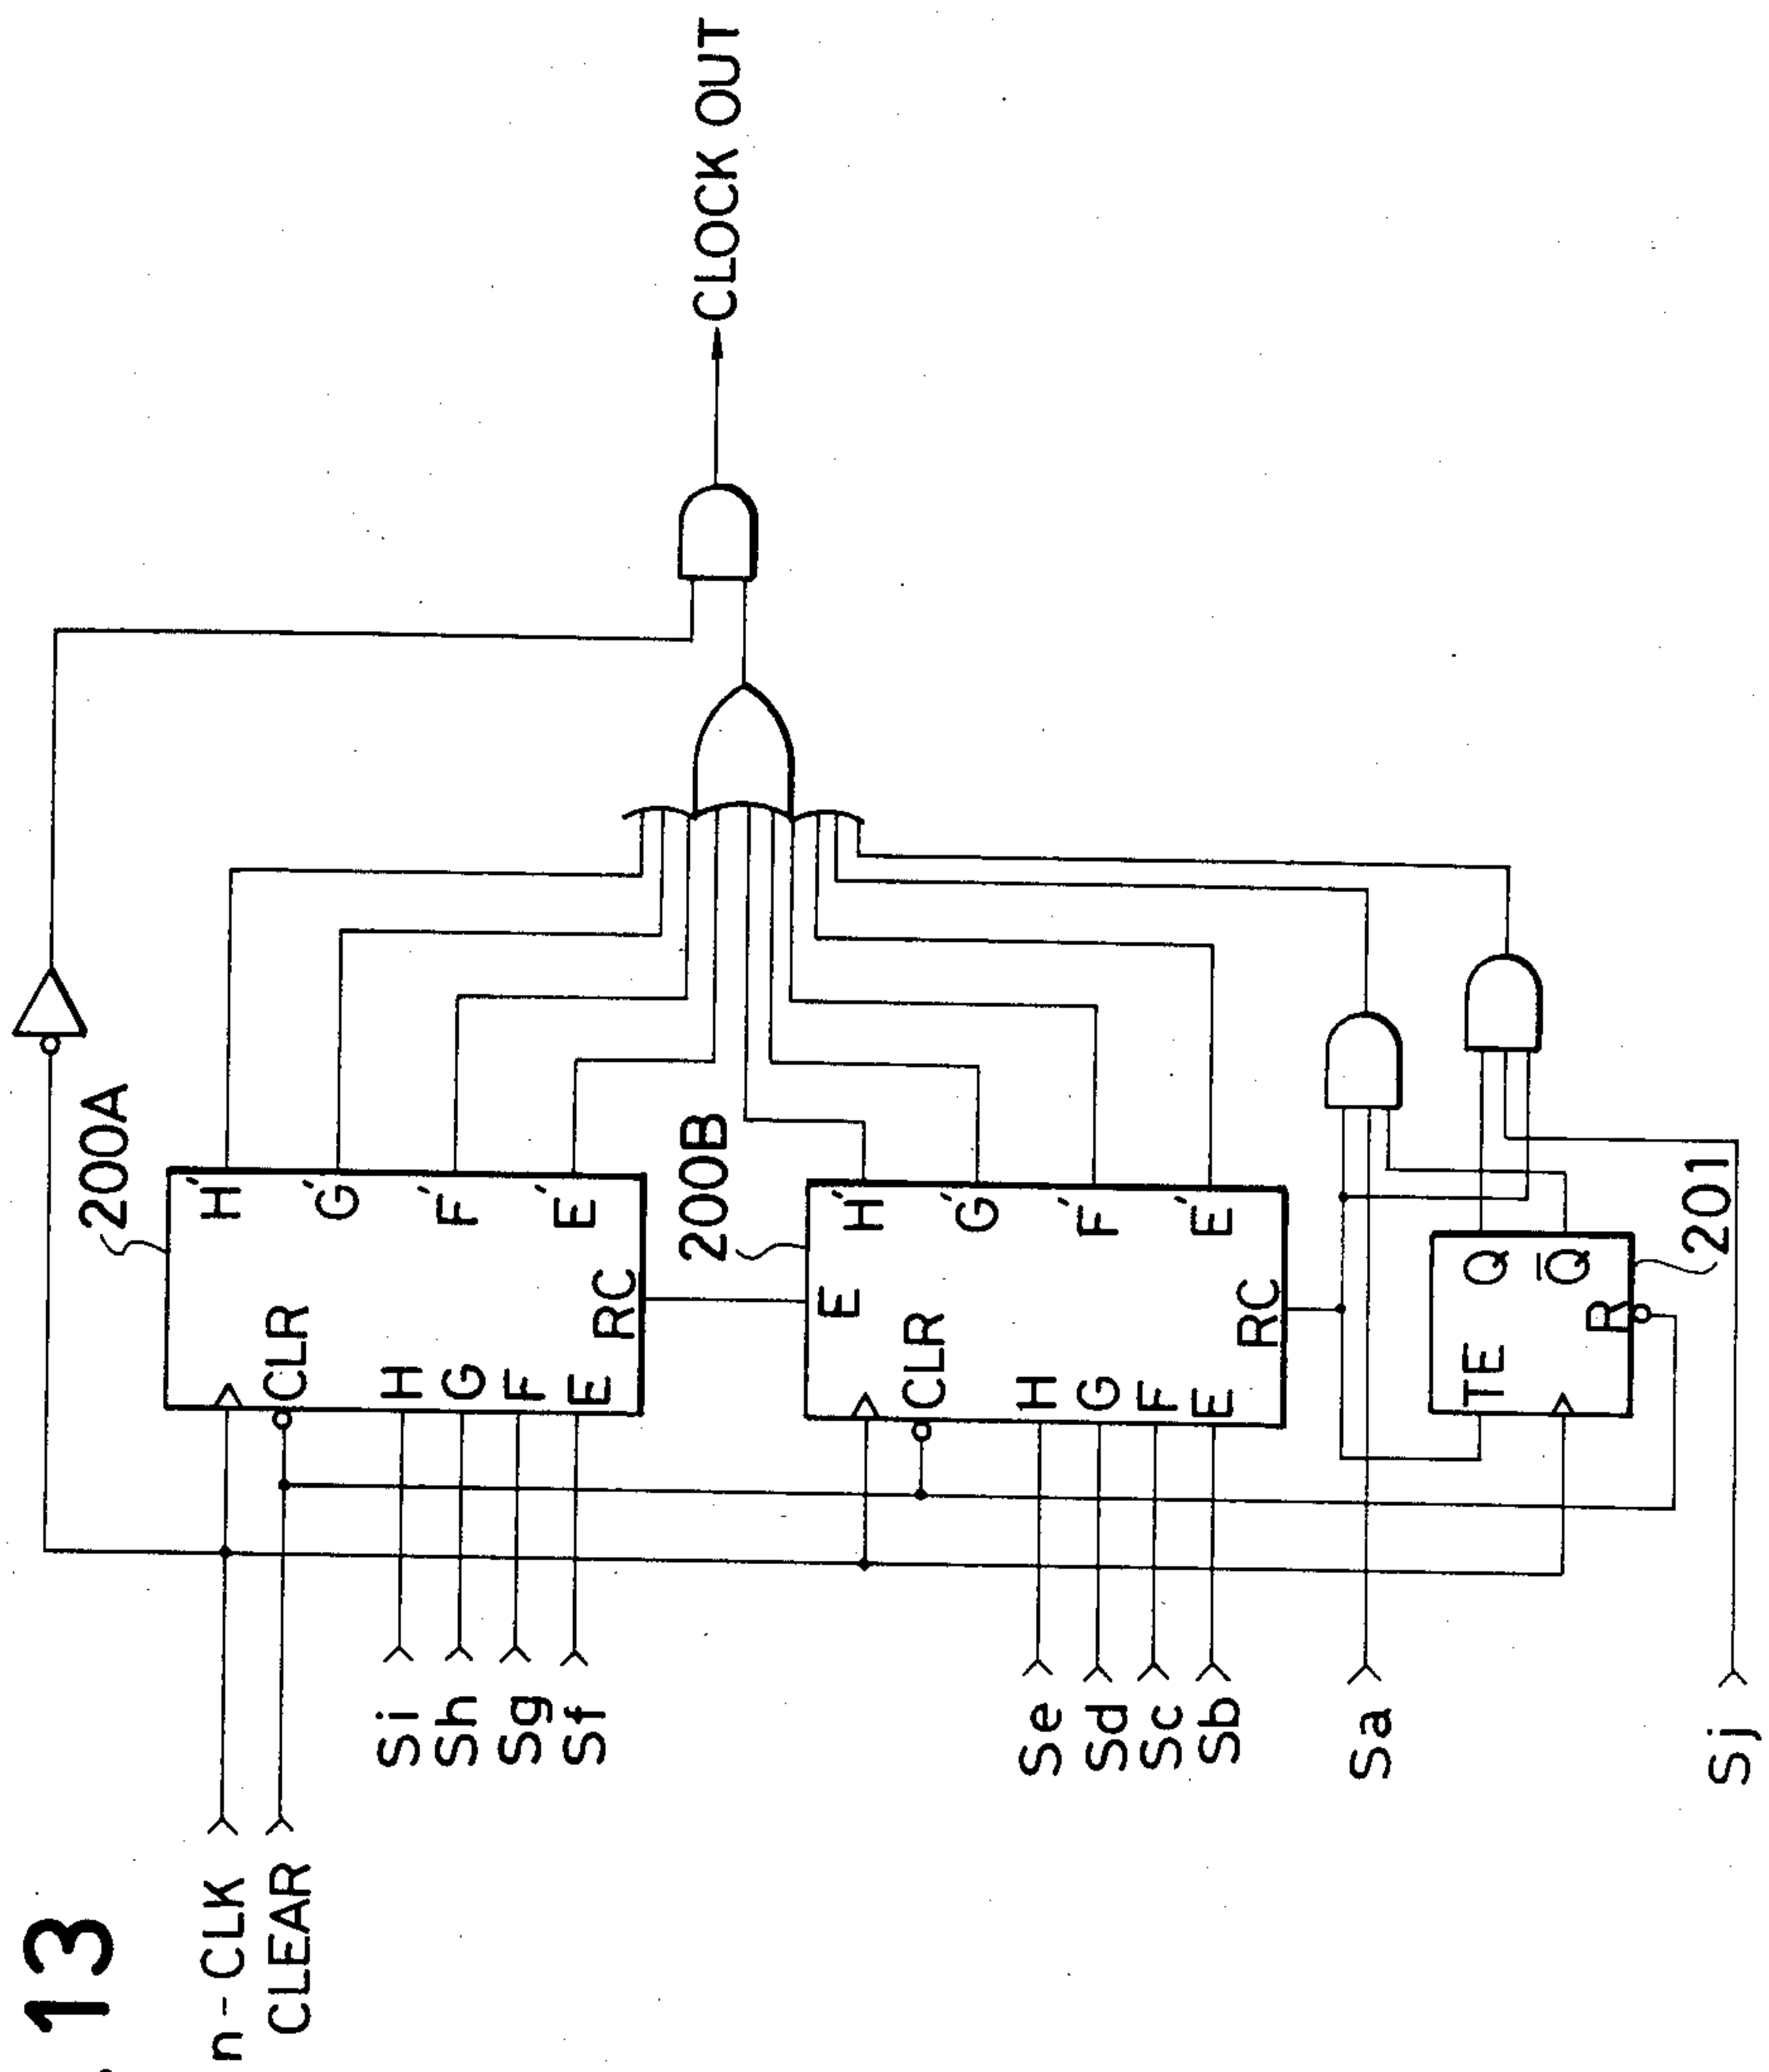 13
n-CLK
CLEAR
Si
Sh
Sg
Sf
Se
Sd
Sc
Sb
Sa
Sj
200A
CLR
H
G
F
E
RC
H'
G'
F'
E'
200B
E
CLR
H
G
F
E
RC
H'
G'
F'
E'
TE
Q
Q̅
R
201
CLOCK OUT